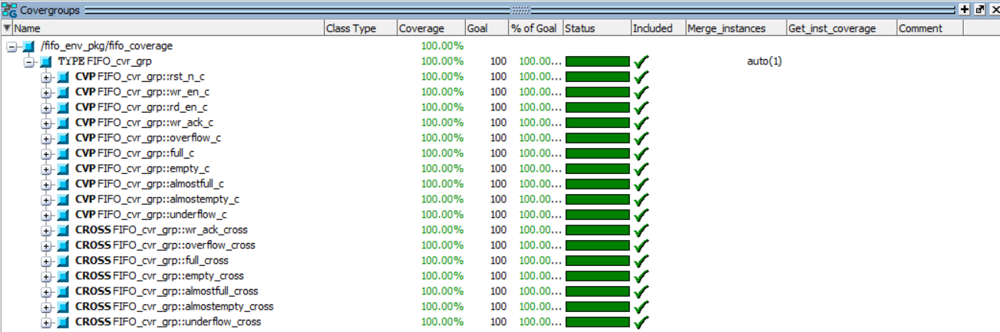 Covergroups
Name Class Type Coverage Goal % of Goal Status Included Merge_instances Get_inst_coverage Comment
/fifo_env_pkg/fifo_coverage 100.00%
TYPE FIFO_cvr_grp 100.00% 100 100.00... auto(1)
CVP FIFO_cvr_grp::rst_n_c 100.00% 100 100.00...
CVP FIFO_cvr_grp::wr_en_c 100.00% 100 100.00...
CVP FIFO_cvr_grp::rd_en_c 100.00% 100 100.00...
CVP FIFO_cvr_grp::wr_ack_c 100.00% 100 100.00...
CVP FIFO_cvr_grp::overflow_c 100.00% 100 100.00...
CVP FIFO_cvr_grp::full_c 100.00% 100 100.00...
CVP FIFO_cvr_grp::empty_c 100.00% 100 100.00...
CVP FIFO_cvr_grp::almostfull_c 100.00% 100 100.00...
CVP FIFO_cvr_grp::almostempty_c 100.00% 100 100.00...
CVP FIFO_cvr_grp::underflow_c 100.00% 100 100.00...
CROSS FIFO_cvr_grp::wr_ack_cross 100.00% 100 100.00...
CROSS FIFO_cvr_grp::overflow_cross 100.00% 100 100.00...
CROSS FIFO_cvr_grp::full_cross 100.00% 100 100.00...
CROSS FIFO_cvr_grp::empty_cross 100.00% 100 100.00...
CROSS FIFO_cvr_grp::almostfull_cross 100.00% 100 100.00...
CROSS FIFO_cvr_grp::almostempty_cross 100.00% 100 100.00...
CROSS FIFO_cvr_grp::underflow_cross 100.00% 100 100.00...